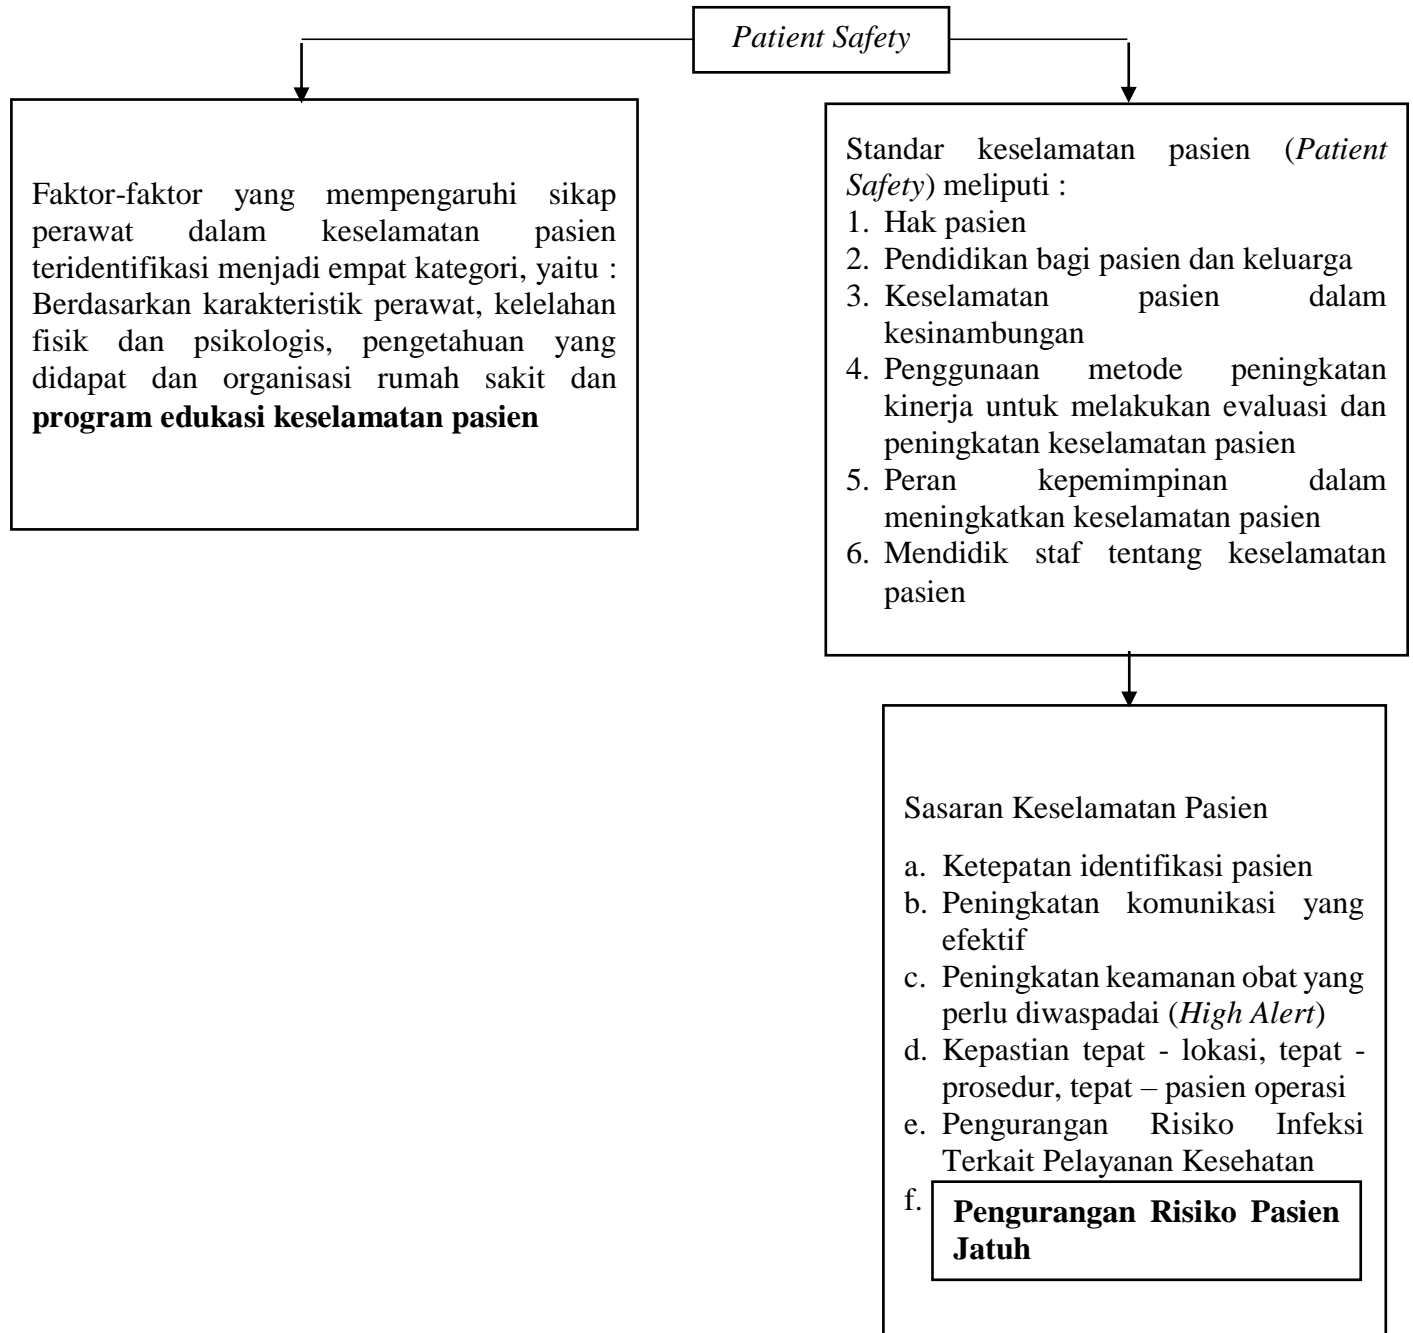 Patient Safety
Faktor-faktor yang mempengaruhi sikap
perawat dalam keselamatan pasien
teridentifikasi menjadi empat kategori, yaitu :
Berdasarkan karakteristik perawat, kelelahan
fisik dan psikologis, pengetahuan yang
didapat dan organisasi rumah sakit dan
program edukasi keselamatan pasien
Standar keselamatan pasien (Patient
Safety) meliputi :
1. Hak pasien
2. Pendidikan bagi pasien dan keluarga
3. Keselamatan pasien dalam
kesinambungan
4. Penggunaan metode peningkatan
kinerja untuk melakukan evaluasi dan
peningkatan keselamatan pasien
5. Peran kepemimpinan dalam
meningkatkan keselamatan pasien
6. Mendidik staf tentang keselamatan
pasien
Sasaran Keselamatan Pasien
a. Ketepatan identifikasi pasien
b. Peningkatan komunikasi yang
efektif
c. Peningkatan keamanan obat yang
perlu diwaspadai (High Alert)
d. Kepastian tepat - lokasi, tepat -
prosedur, tepat – pasien operasi
e. Pengurangan Risiko Infeksi
Terkait Pelayanan Kesehatan
f. Pengurangan Risiko Pasien
Jatuh